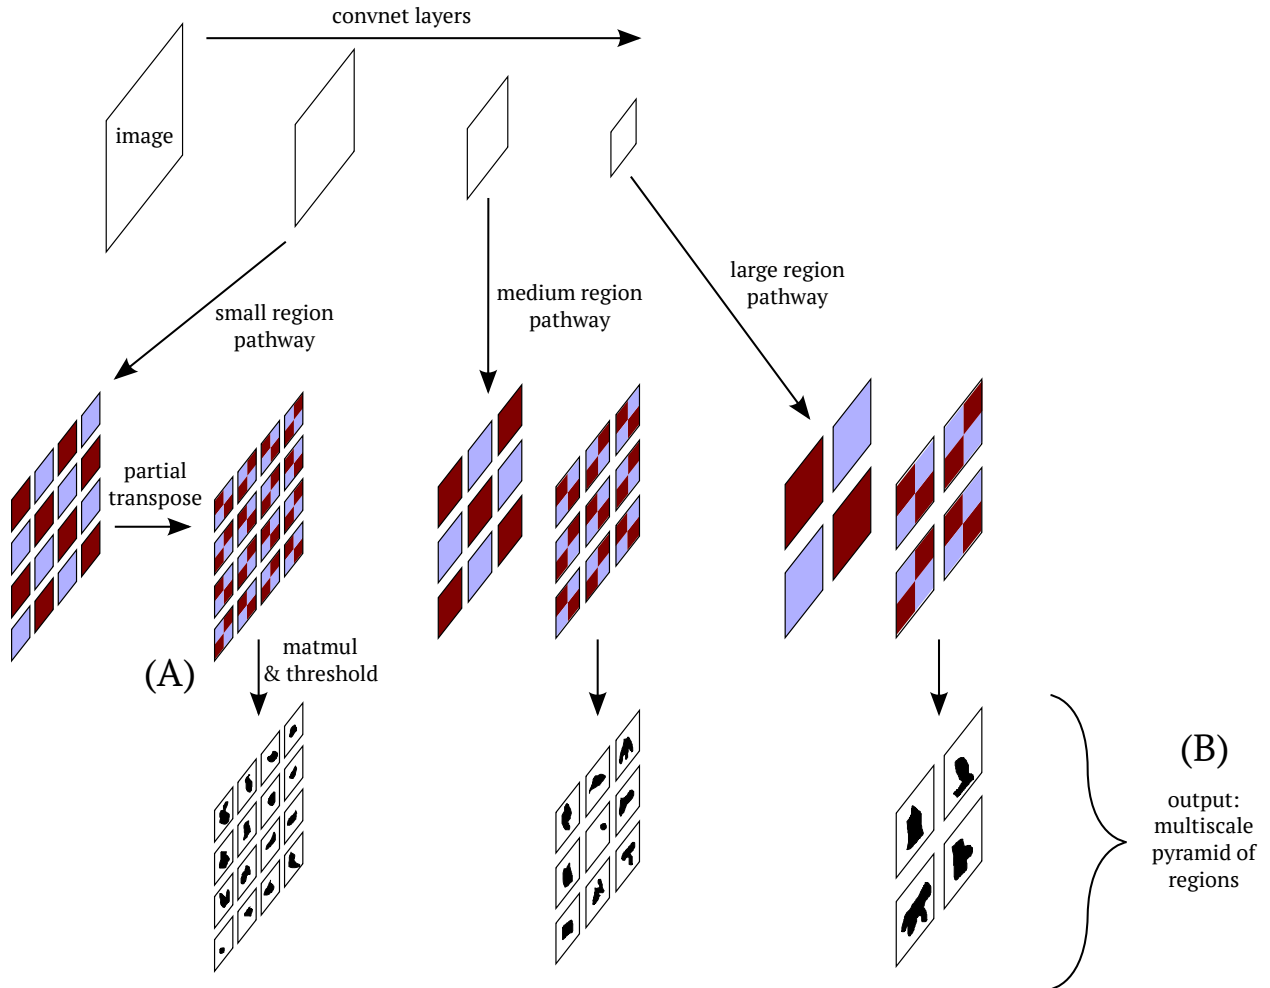 convnet layers
image
small region
pathway
medium region
pathway
large region
pathway
partial
transpose
(A)
matmul
& threshold
(B)
output:
multiscale
pyramid of
regions